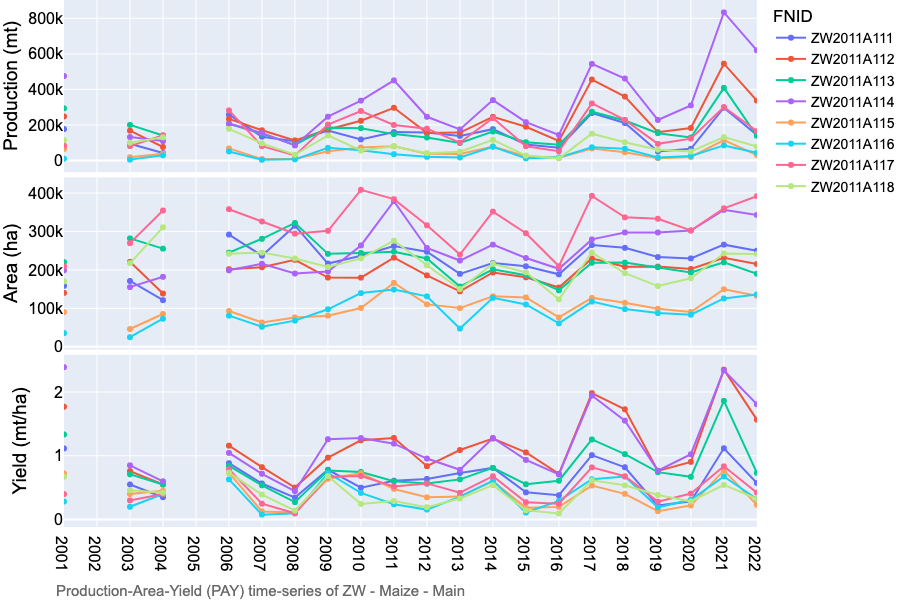 Production (mt)
800k
600k
400k
200k
0
Area (ha)
400k
300k
200k
100k
0
Yield (mt/ha)
2
1
0
2001
2002
2003
2004
2005
2006
2007
2008
2009
2010
2011
2012
2013
2014
2015
2016
2017
2018
2019
2020
2021
2022
Production-Area-Yield (PAY) time-series of ZW - Maize - Main
FNID
ZW2011A111
ZW2011A112
ZW2011A113
ZW2011A114
ZW2011A115
ZW2011A116
ZW2011A117
ZW2011A118